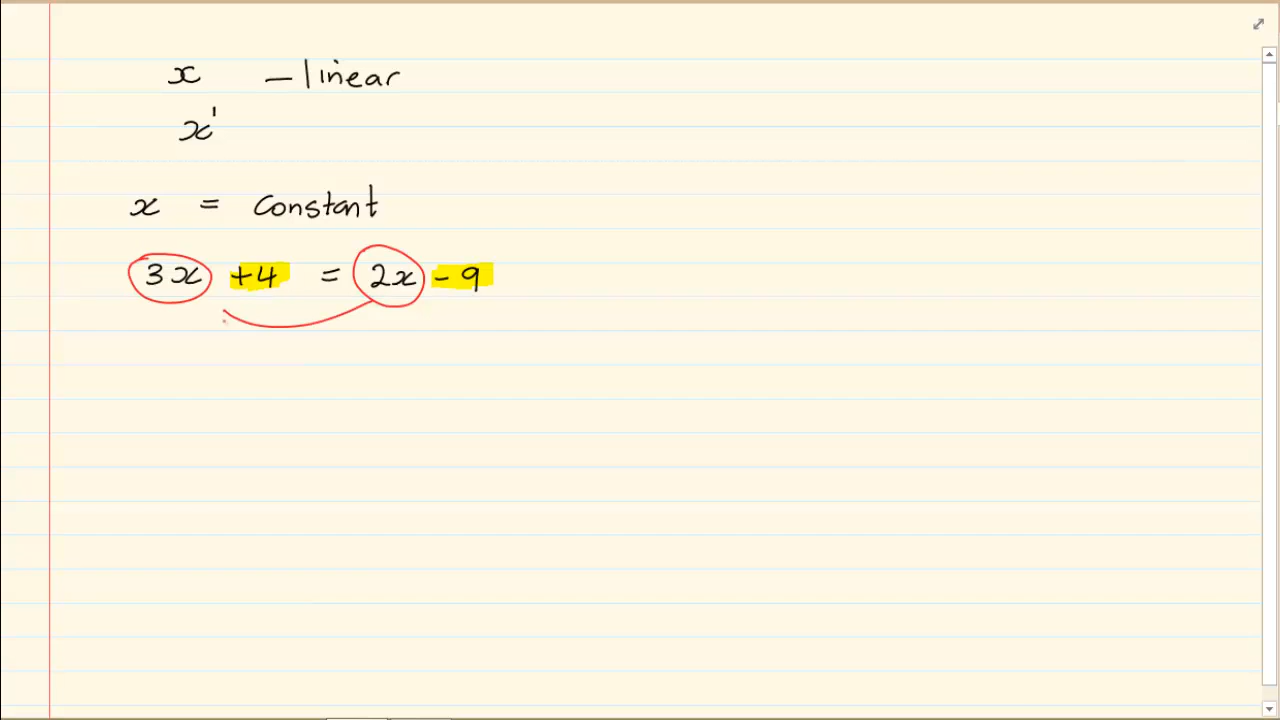 x - linear
x¹
x = constant
3x +4 = 2x - 9